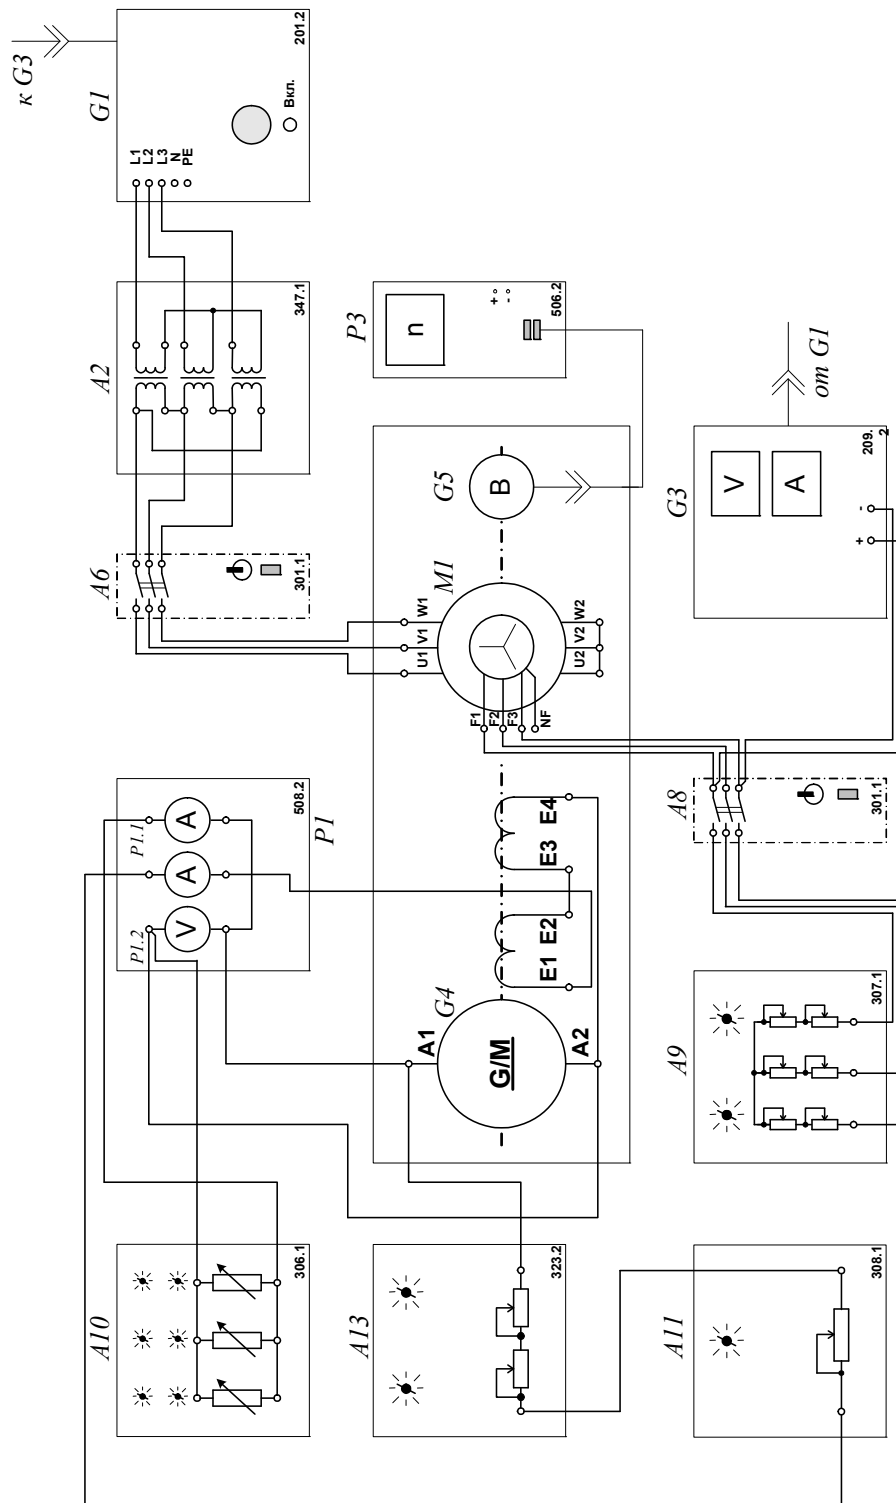 к G3
G1
201.2
Вкл.
L1
L2
L3
N
PE
A2
347.1
P3
n
+
-
506.2
от G1
G3
V
A
209.
2
+
-
A6
301.1
G5
B
M1
U1
V1
W1
U2
V2
W2
F1
F2
F3
NF
P1
508.2
P1.1
P1.2
A
A
V
A8
301.1
E1
E2
E3
E4
G4
G/M
A1
A2
A9
307.1
A10
306.1
A13
323.2
A11
308.1